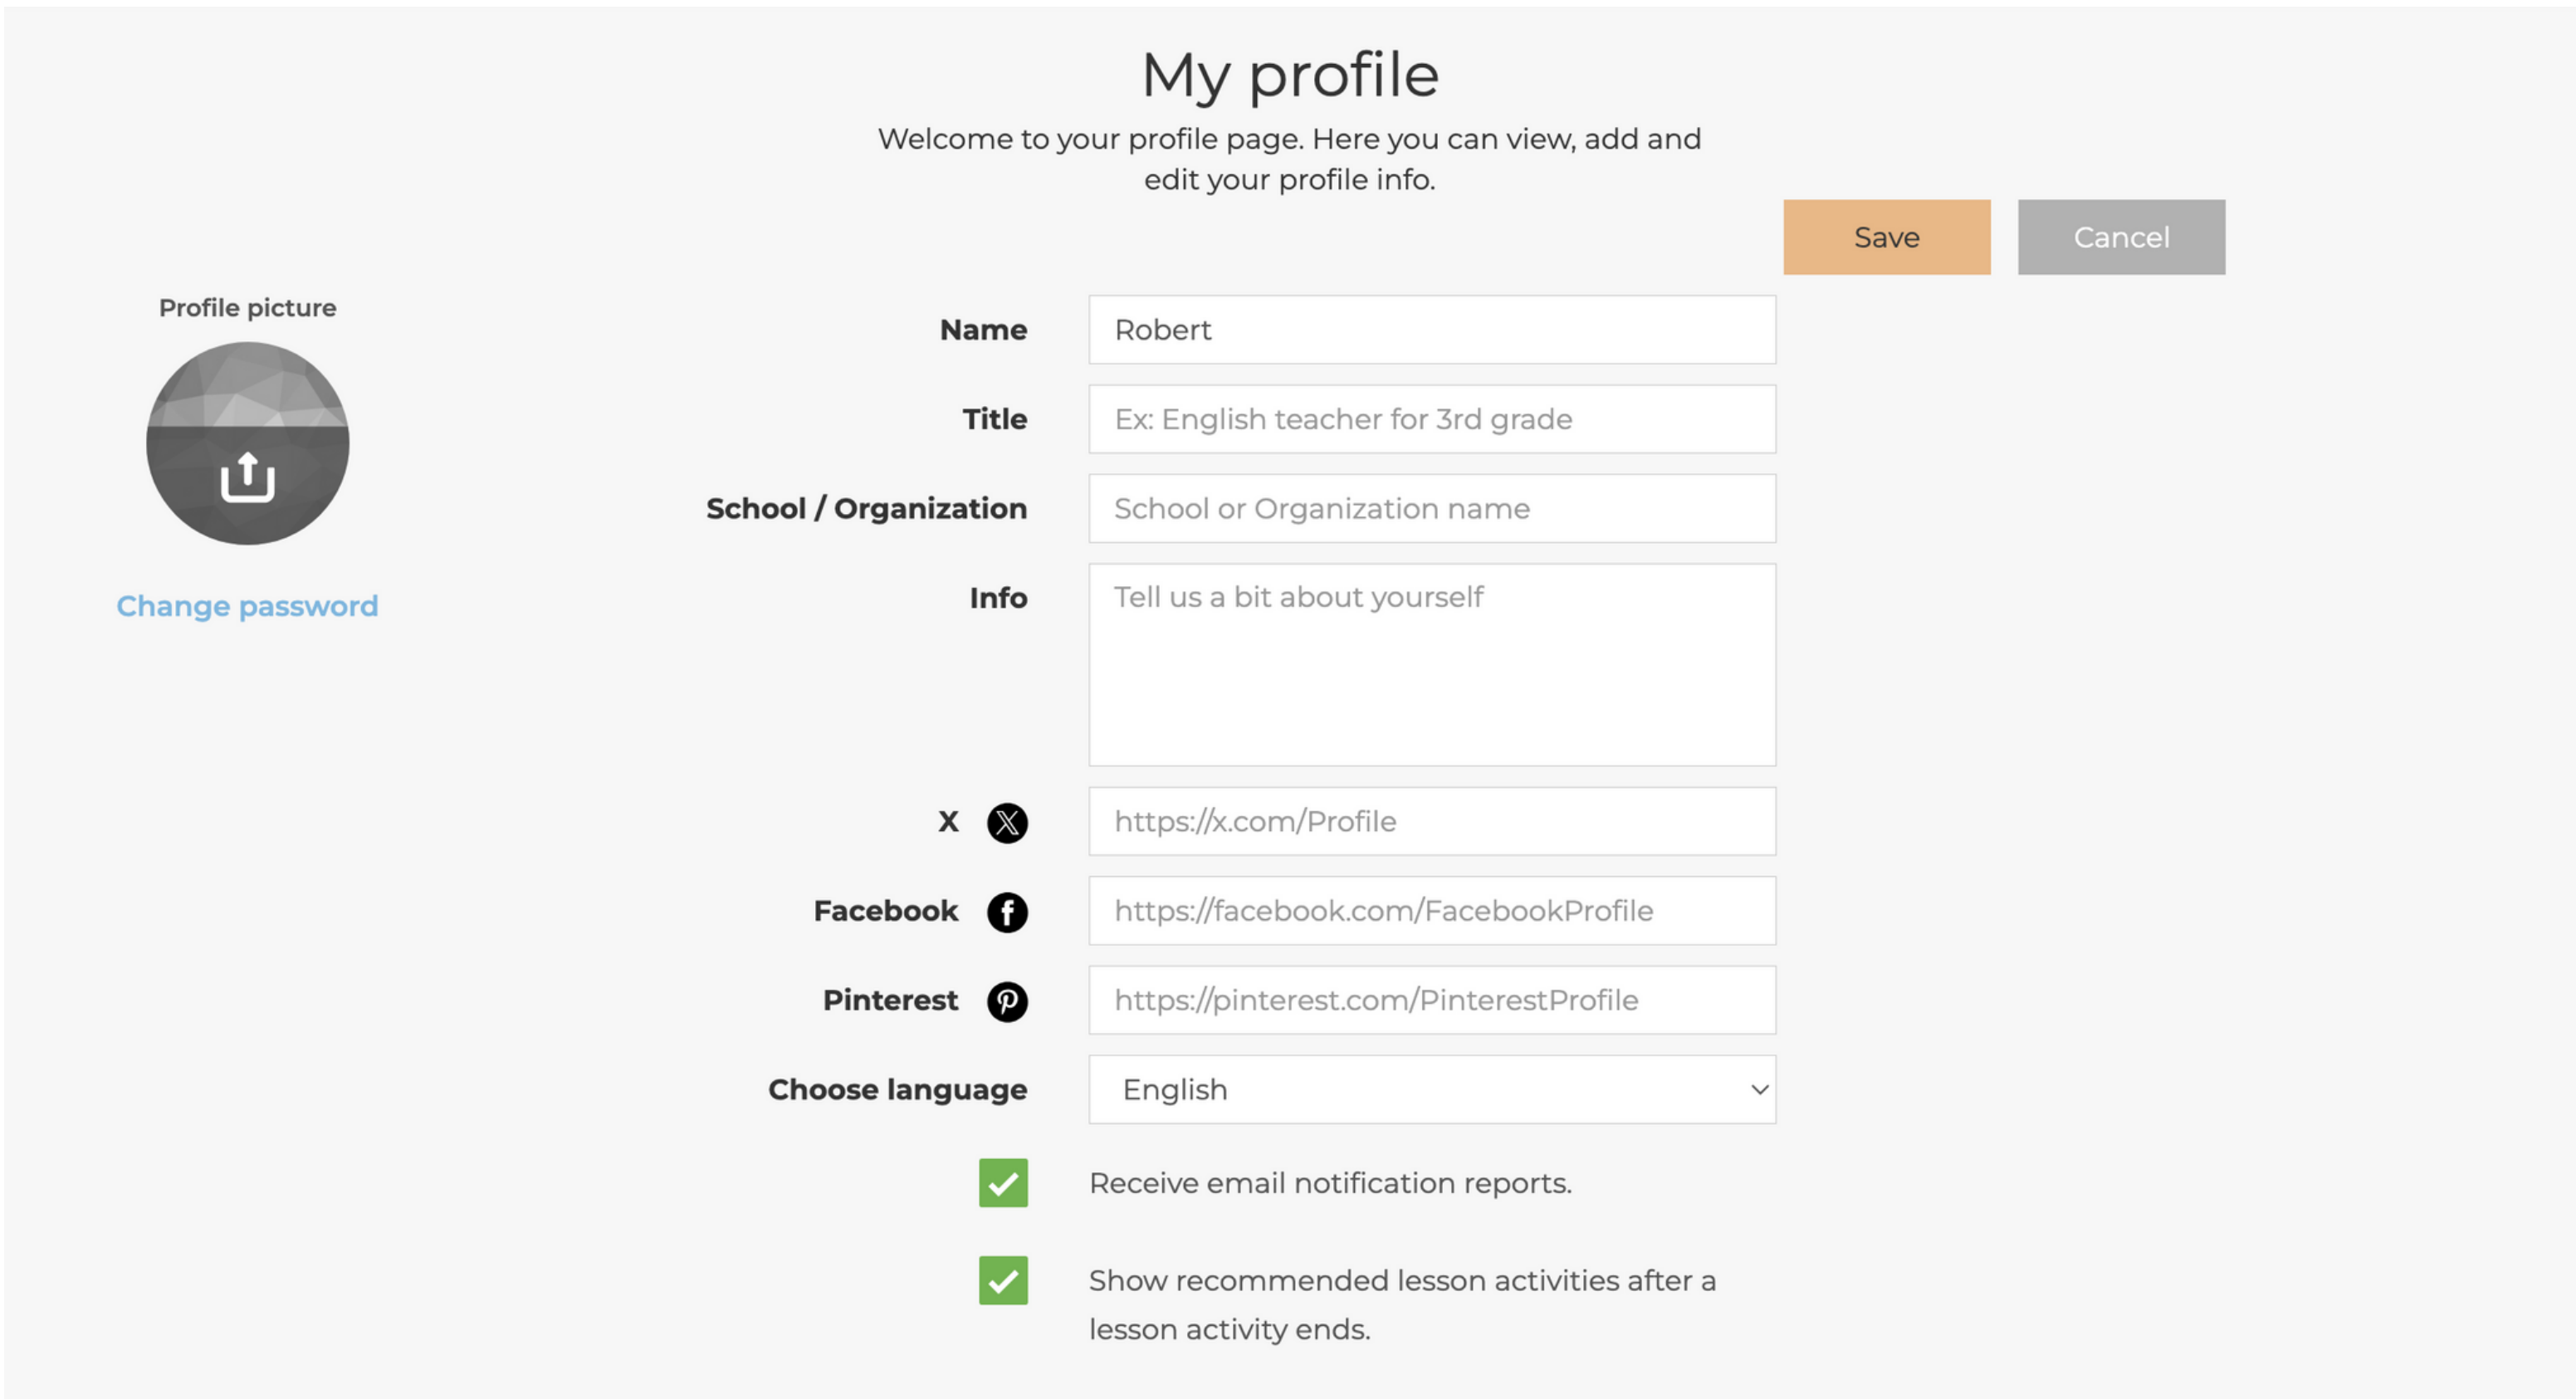 My profile
Welcome to your profile page. Here you can view, add and
edit your profile info.
Save
Cancel
Profile picture
Change password
Name
Robert
Title
Ex: English teacher for 3rd grade
School / Organization
School or Organization name
Info
Tell us a bit about yourself
X
https://x.com/Profile
Facebook
https://facebook.com/FacebookProfile
Pinterest
https://pinterest.com/PinterestProfile
Choose language
English
Receive email notification reports.
Show recommended lesson activities after a
lesson activity ends.